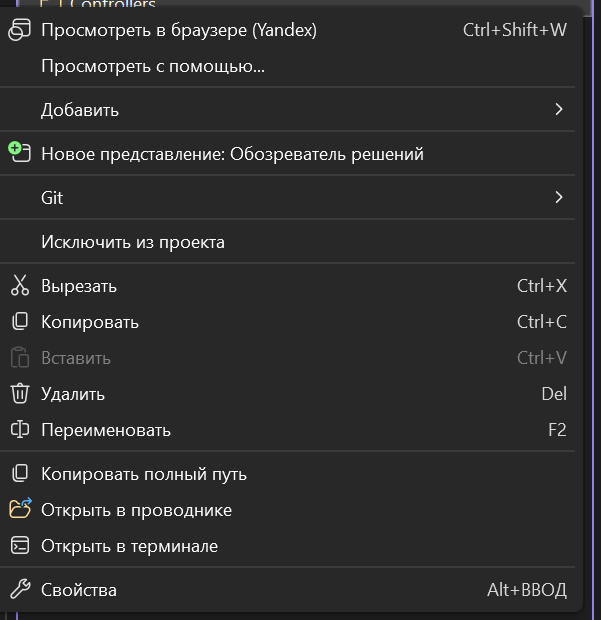 Controllers
Просмотреть в браузере (Yandex) Ctrl+Shift+W
Просмотреть с помощью...
Добавить
Новое представление: Обозреватель решений
Git
Исключить из проекта
Вырезать Ctrl+X
Копировать Ctrl+C
Вставить Ctrl+V
Удалить Del
Переименовать F2
Копировать полный путь
Открыть в проводнике
Открыть в терминале
Свойства Alt+ВВОД